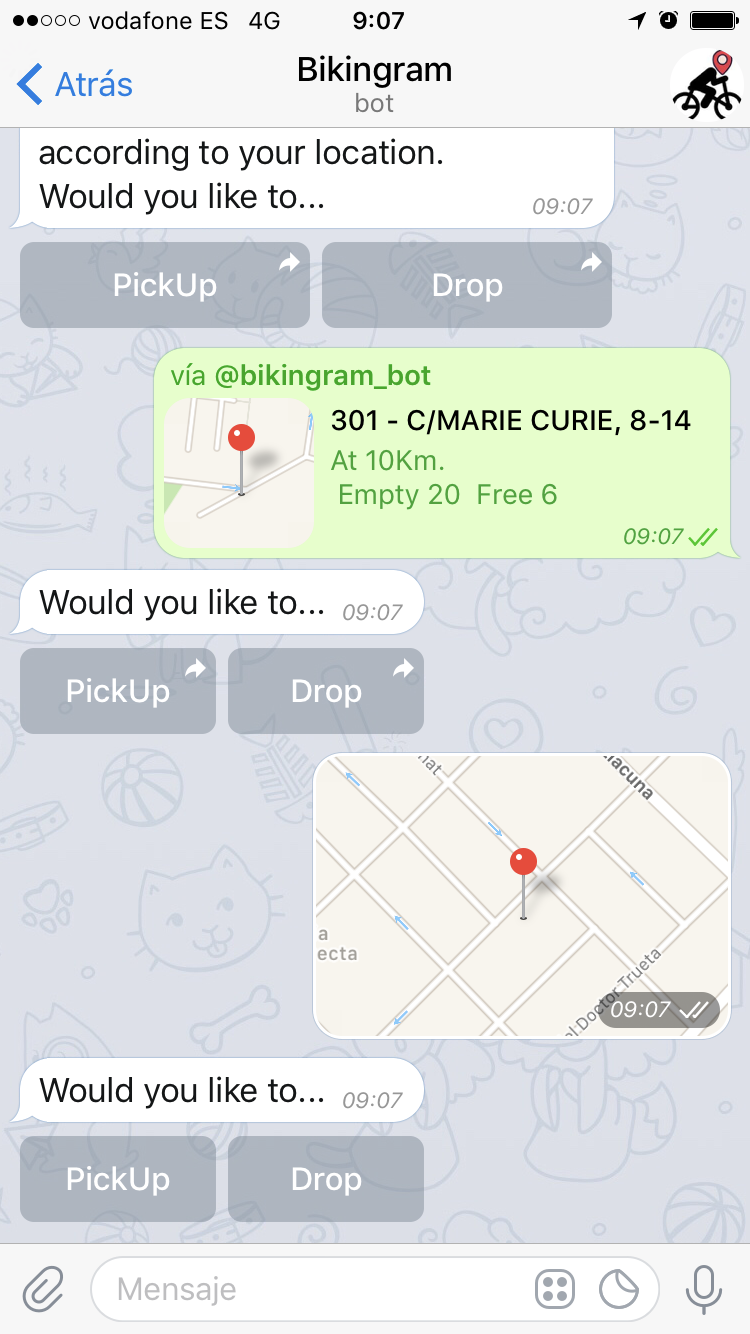 vodafone ES 4G 9:07
Atrás
Bikingram
bot
according to your location.
Would you like to...
09:07
PickUp Drop
vía @bikingram_bot
301 - C/MARIE CURIE, 8-14
At 10Km.
Empty 20 Free 6
09:07
Would you like to... 09:07
PickUp Drop
nat
lacuna
a
ecta
el.Doctor Trueta
09:07
Would you like to... 09:07
PickUp Drop
Mensaje